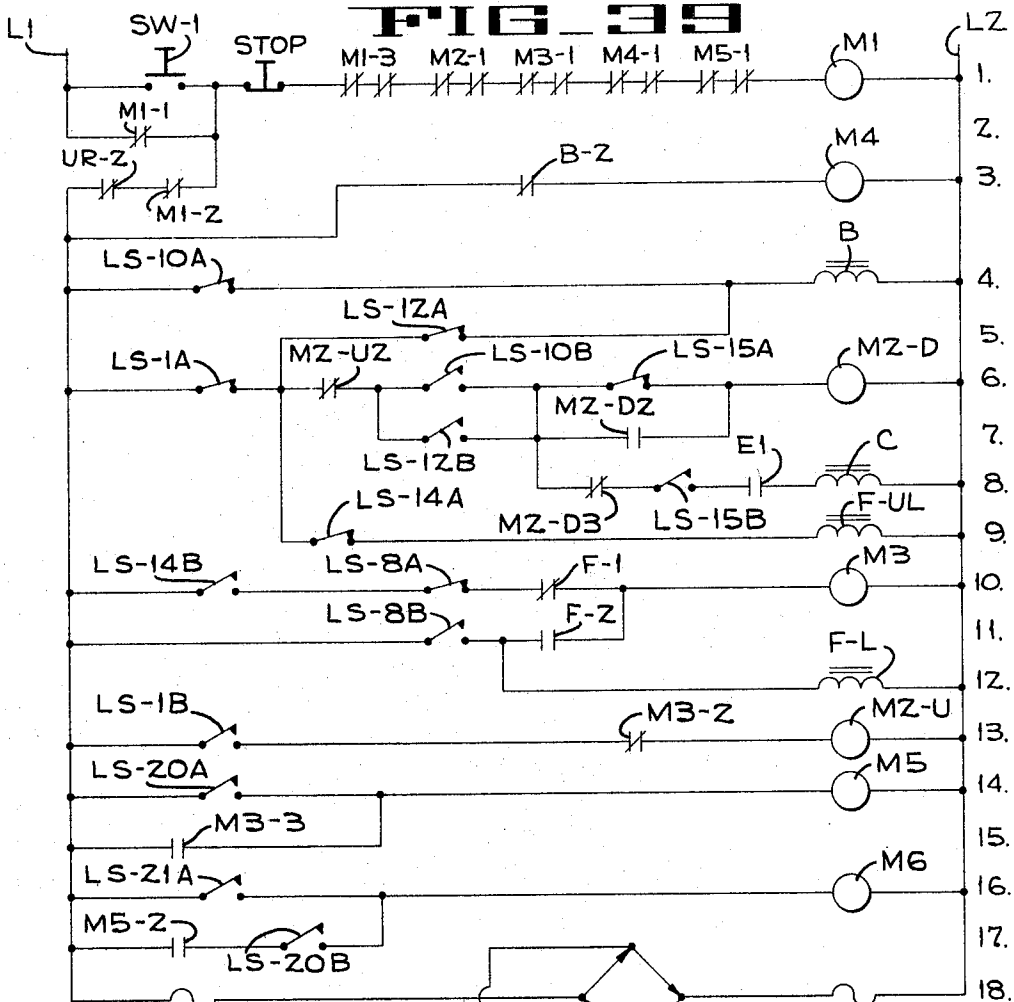 FIG_39
L1
SW-1
STOP
M1-3
M2-1
M3-1
M4-1
M5-1
M1
L2
1.
M1-1
2.
UR-2
M1-2
B-2
M4
3.
LS-10A
B
4.
LS-12A
5.
LS-1A
M2-U2
LS-10B
LS-15A
M2-D
6.
M2-D2
7.
LS-12B
E1
C
8.
LS-14A
M2-D3
LS-15B
F-UL
9.
LS-14B
LS-8A
F-1
M3
10.
LS-8B
F-2
11.
F-L
12.
LS-1B
M3-2
M2-U
13.
LS-20A
M5
14.
M3-3
15.
LS-21A
M6
16.
M5-2
LS-20B
17.
18.